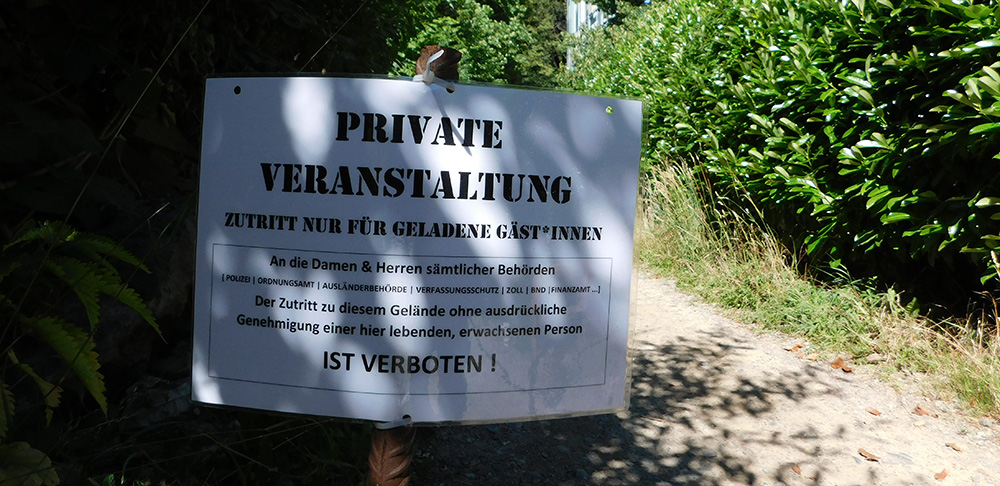 PRIVATE
VERANSTALTUNG
ZUTRITT NUR FÜR GELADENE GÄST*INNEN
An die Damen & Herren sämtlicher Behörden
[ POLIZEI | ORDNUNGSAMT | AUSLÄNDERBEHÖRDE | VERFASSUNGSSCHUTZ | ZOLL | BND |FINANZAMT ...]
Der Zutritt zu diesem Gelände ohne ausdrückliche
Genehmigung einer hier lebenden, erwachsenen Person
IST VERBOTEN !